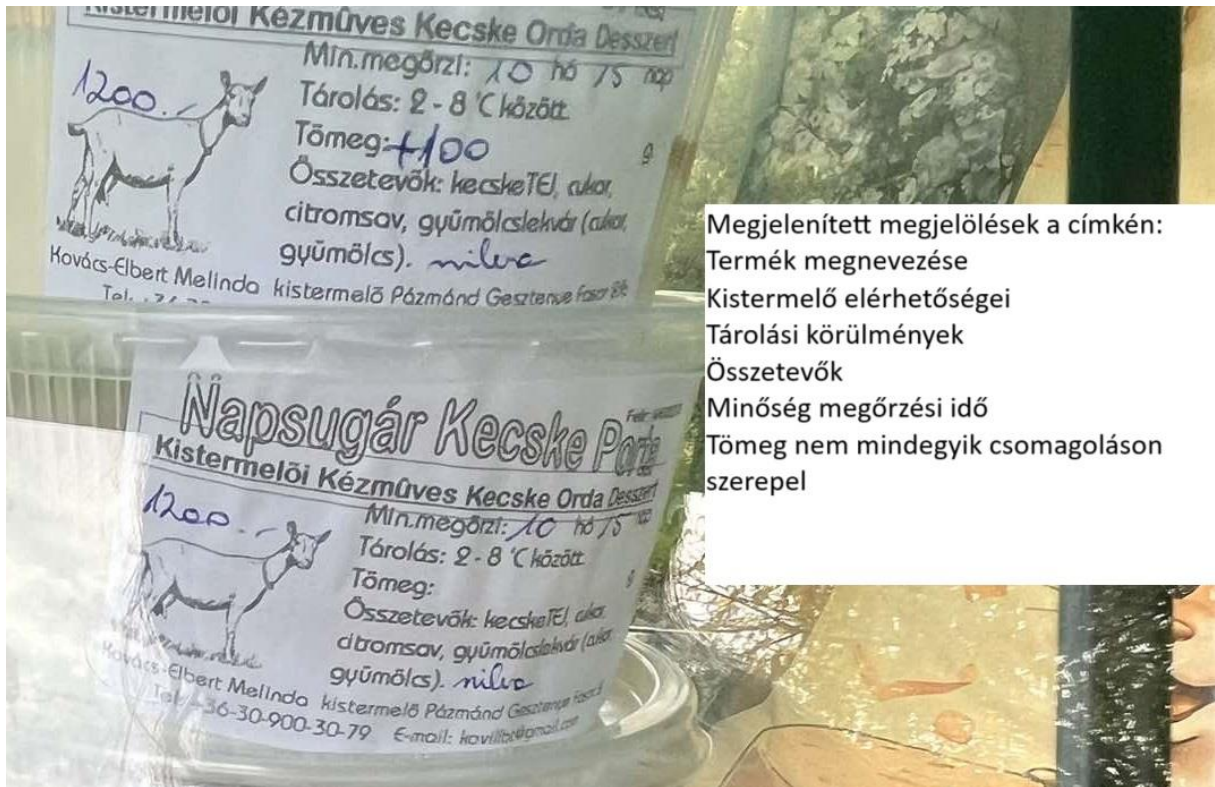 Kistermelői Kézműves Kecske Orda Desszert
1200.-
Min.megőrzi: 10 hó 15 nap
Tárolás: 2 - 8 °C között
Tömeg: +100 g
Összetevők: kecskeTEJ, cukor,
citromsav, gyümölcslekvár (cukor,
gyümölcs). málna
Kovács-Elbert Melinda kistermelő Pázmánd Gesztenye fasor
Tel.
Napsugár Kecske Porta
Kistermelői Kézműves Kecske Orda Desszert
1200.-
Min.megőrzi: 10 hó 15 nap
Tárolás: 2 - 8 °C között
Tömeg: g
Összetevők: kecskeTEJ, cukor,
citromsav, gyümölcslekvár (cukor,
gyümölcs).
Kovács-Elbert Melinda kistermelő Pázmánd Gesztenye fasor
Tel: +36-30-900-30-79 E-mail:
Megjelenített megjelölések a címkén:
Termék megnevezése
Kistermelő elérhetőségei
Tárolási körülmények
Összetevők
Minőség megőrzési idő
Tömeg nem mindegyik csomagoláson
szerepel